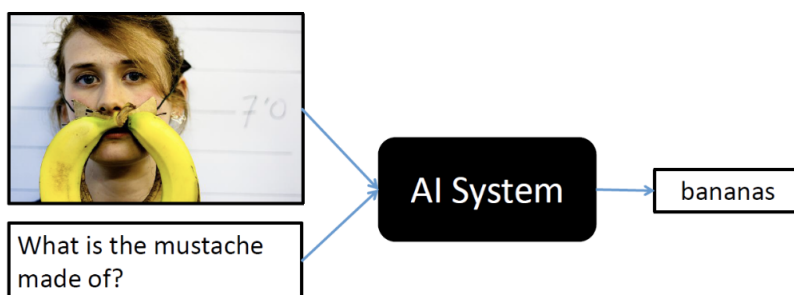 7'0
What is the mustache
made of?
AI System
bananas